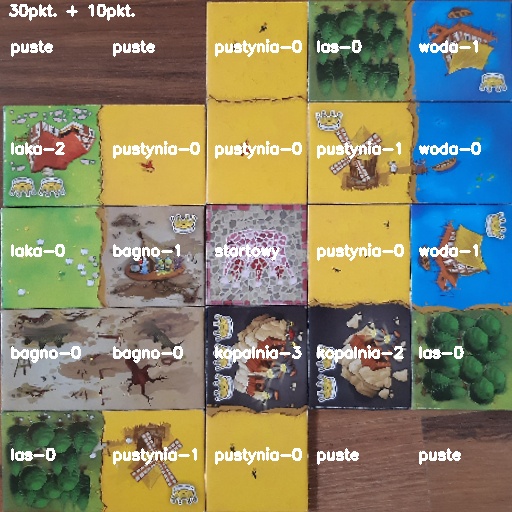 30pkt. + 10pkt.
puste puste pustynia-0 las-0 woda-1
laka-2 pustynia-0 pustynia-0 pustynia-1 woda-0
laka-0 bagno-1 startowy pustynia-0 woda-1
bagno-0 bagno-0 kopalnia-3 kopalnia-2 las-0
las-0 pustynia-1 pustynia-0 puste puste